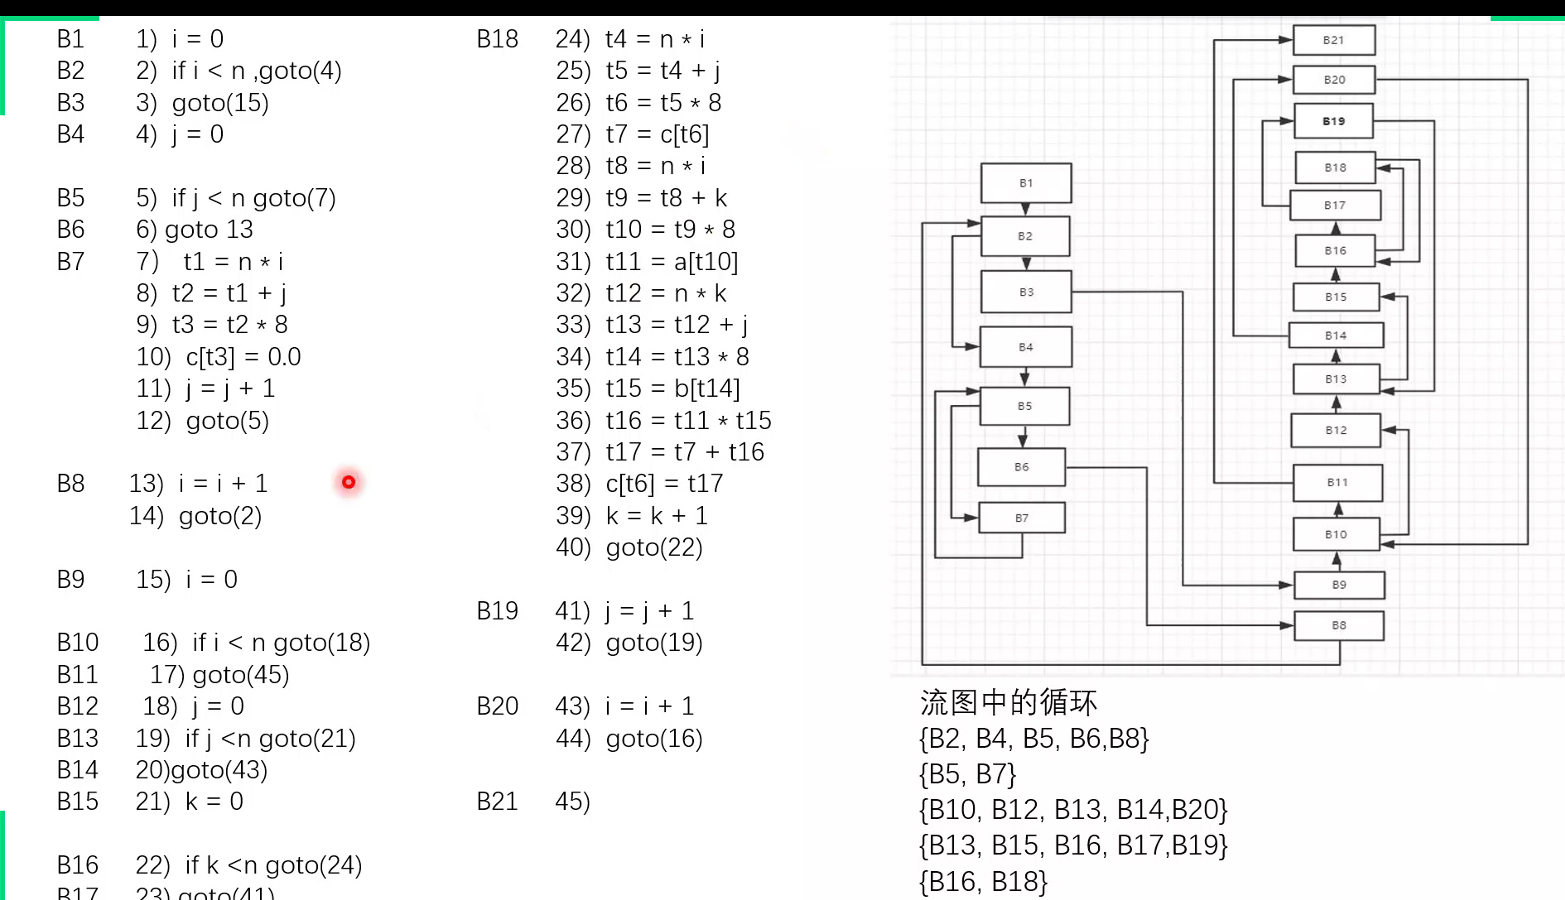 B1 1) i = 0
B2 2) if i < n ,goto(4)
B3 3) goto(15)
B4 4) j = 0
B5 5) if j < n goto(7)
B6 6) goto 13
B7 7) t1 = n * i
8) t2 = t1 + j
9) t3 = t2 * 8
10) c[t3] = 0.0
11) j = j + 1
12) goto(5)
B8 13) i = i + 1
14) goto(2)
B9 15) i = 0
B10 16) if i < n goto(18)
B11 17) goto(45)
B12 18) j = 0
B13 19) if j <n goto(21)
B14 20)goto(43)
B15 21) k = 0
B16 22) if k <n goto(24)
B17 23) goto(41)
B18 24) t4 = n * i
25) t5 = t4 + j
26) t6 = t5 * 8
27) t7 = c[t6]
28) t8 = n * i
29) t9 = t8 + k
30) t10 = t9 * 8
31) t11 = a[t10]
32) t12 = n * k
33) t13 = t12 + j
34) t14 = t13 * 8
35) t15 = b[t14]
36) t16 = t11 * t15
37) t17 = t7 + t16
38) c[t6] = t17
39) k = k + 1
40) goto(22)
B19 41) j = j + 1
42) goto(19)
B20 43) i = i + 1
44) goto(16)
B21 45)
B1
B2
B3
B4
B5
B6
B7
B21
B20
B19
B18
B17
B16
B15
B14
B13
B12
B11
B10
B9
B8
流图中的循环
{B2, B4, B5, B6,B8}
{B5, B7}
{B10, B12, B13, B14,B20}
{B13, B15, B16, B17,B19}
{B16, B18}